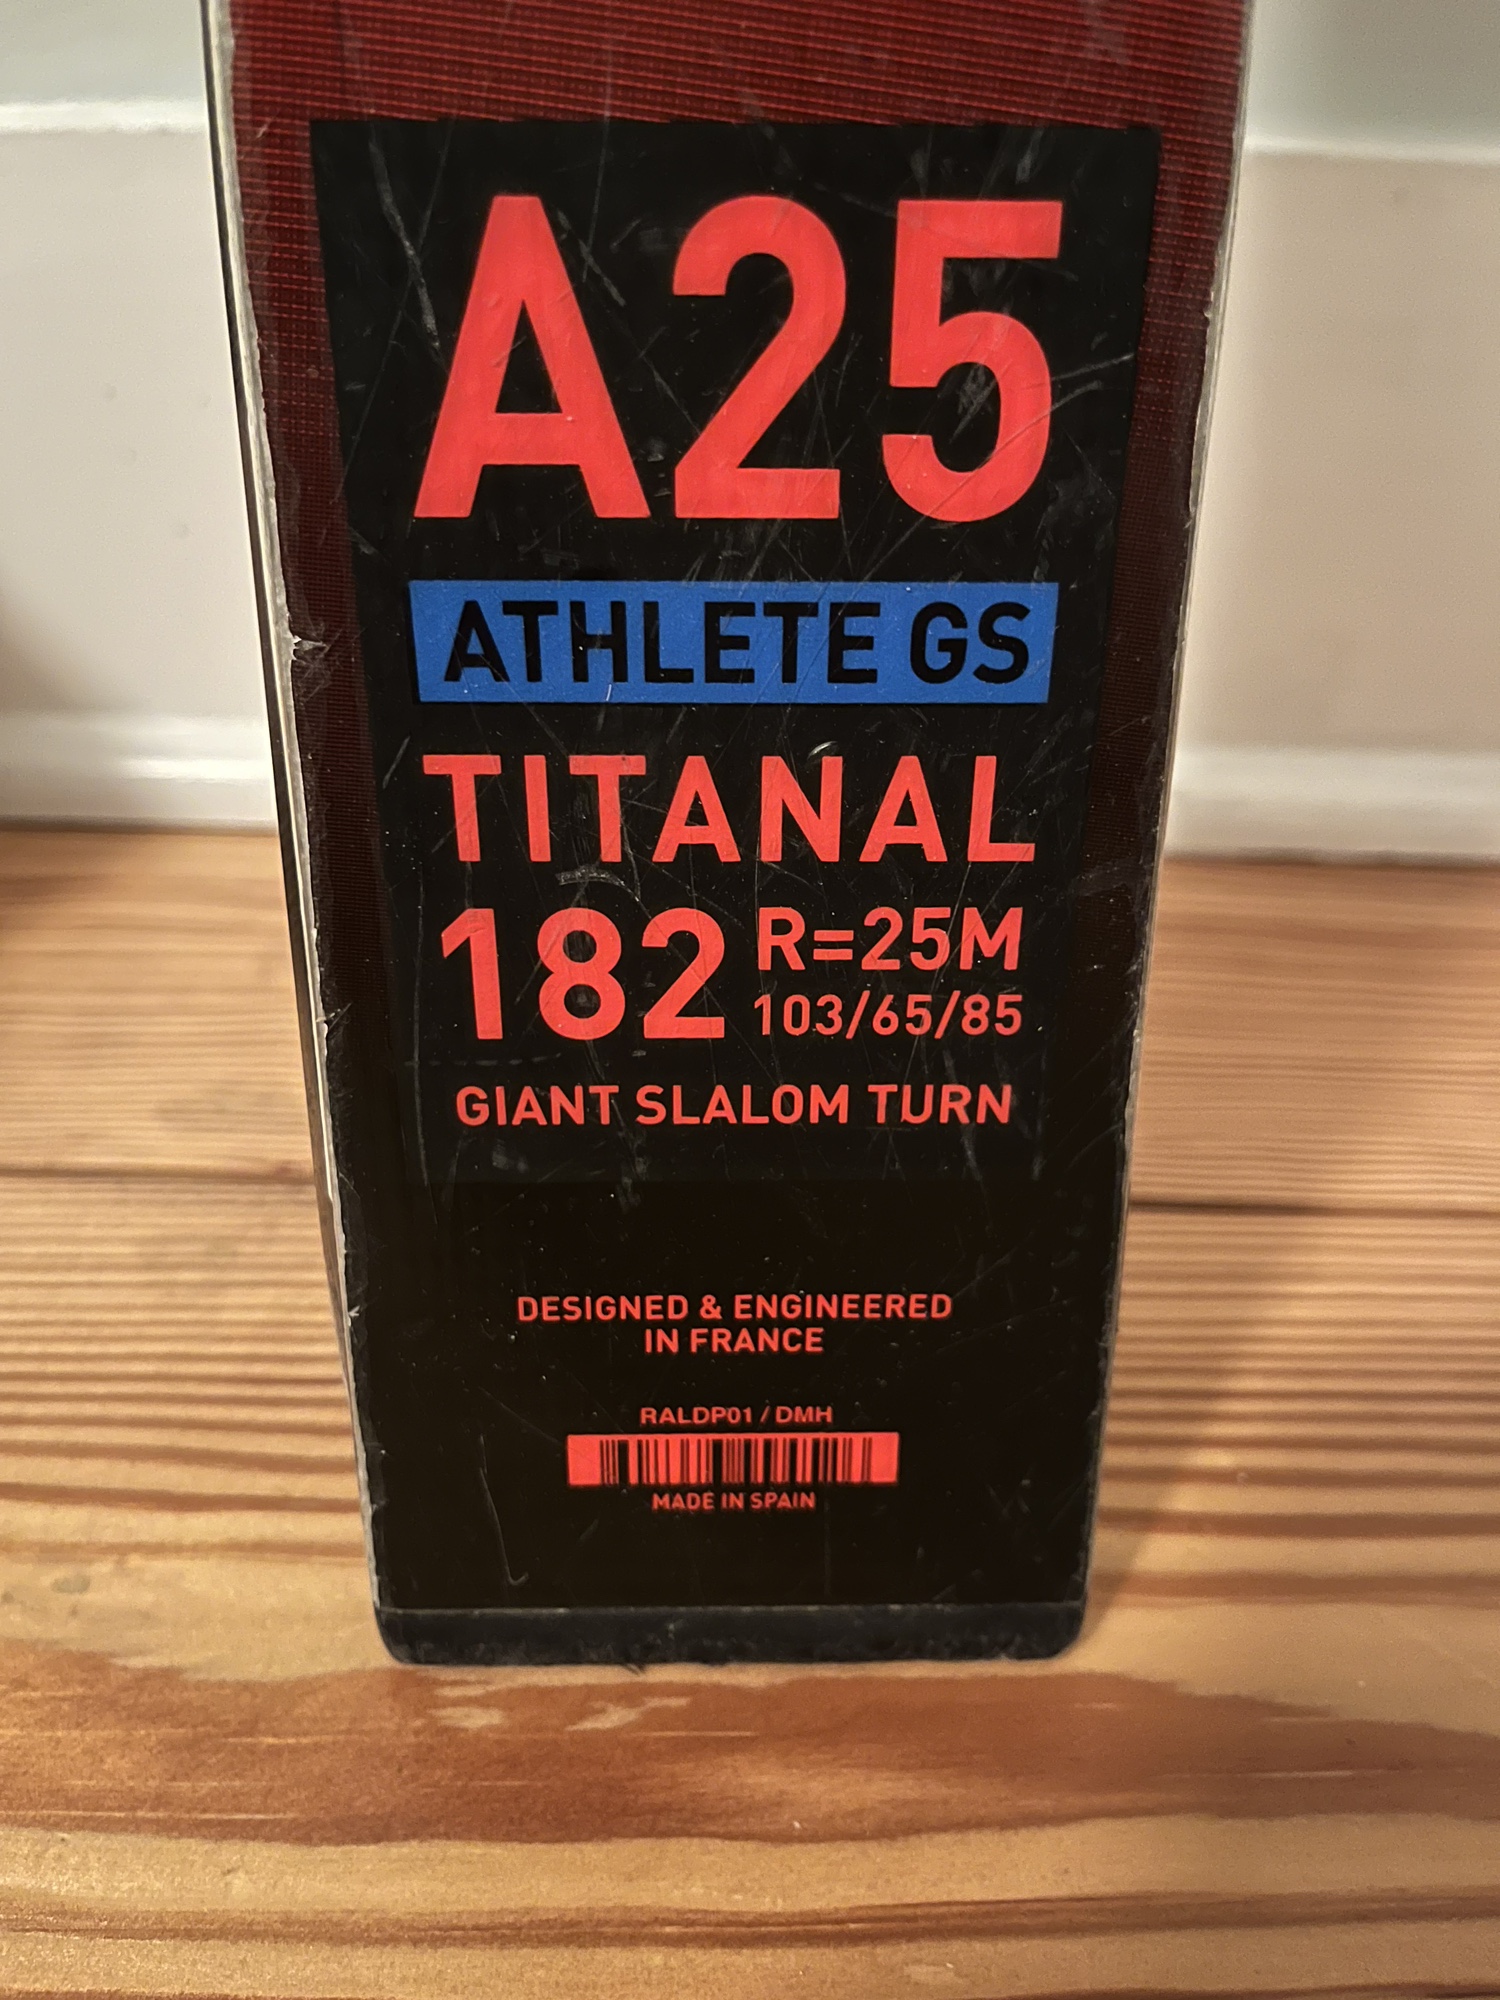 A25
ATHLETE GS
TITANAL
182 R=25M
103/65/85
GIANT SLALOM TURN
DESIGNED & ENGINEERED
IN FRANCE
RALDP01 / DMH
MADE IN SPAIN